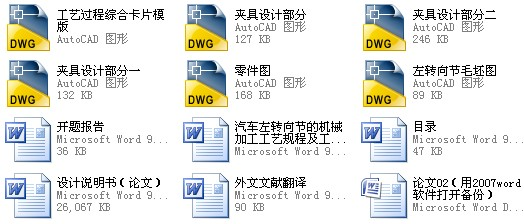 工艺过程综合卡片模
版
AutoCAD 图形
DWG
夹具设计部分
AutoCAD 图形
127 KB
DWG
夹具设计部分二
AutoCAD 图形
246 KB
DWG
夹具设计部分一
AutoCAD 图形
132 KB
DWG
零件图
AutoCAD 图形
168 KB
DWG
左转向节毛坯图
AutoCAD 图形
89 KB
DWG
开题报告
Microsoft Word 9...
36 KB
汽车左转向节的机械
加工工艺规程及工...
Microsoft Word 9...
目录
Microsoft Word 9...
47 KB
设计说明书（论文）
Microsoft Word 9...
26,067 KB
外文文献翻译
Microsoft Word 9...
90 KB
论文02（用2007word
软件打开备份）
Microsoft Word D...